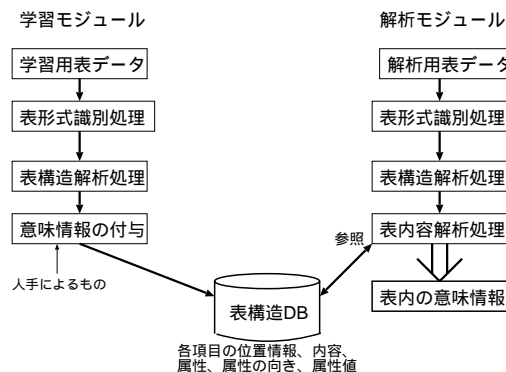 学習モジュール
学習用表データ
表形式識別処理
表構造解析処理
意味情報の付与
人手によるもの
解析モジュール
解析用表データ
表形式識別処理
表構造解析処理
表内容解析処理
参照
表内の意味情報
表構造DB
各項目の位置情報、内容、
属性、属性の向き、属性値